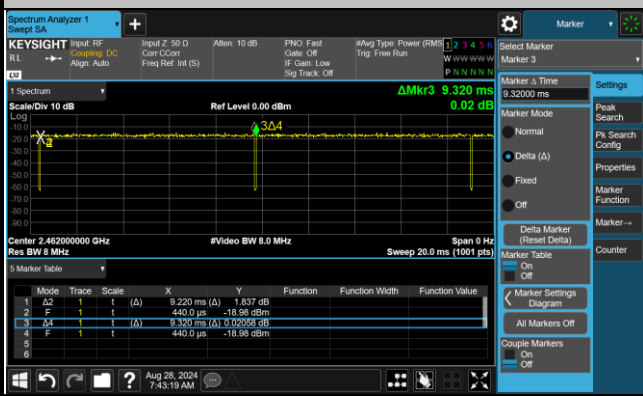 Spectrum Analyzer 1
Swept SA
Marker
KEYSIGHT
R L
Input: RF
Coupling: DC
Align: Auto
Input Z: 50 Ω
Corr CCorr
Freq Ref: Int (S)
Atten: 10 dB
PNO: Fast
Gate: Off
IF Gain: Low
Sig Track: Off
#Avg Type: Power (RMS
Trig: Free Run
1 2 3 4 5 6
W W W W W W
P N N N N N
LW
Select Marker
Marker 3
1 Spectrum
ΔMkr3 9.320 ms
Scale/Div 10 dB
Ref Level 0.00 dBm
0.02 dB
Log
-10.0
-20.0
-30.0
-40.0
-50.0
-60.0
-70.0
-80.0
-90.0
3Δ4
Center 2.462000000 GHz
#Video BW 8.0 MHz
Span 0 Hz
Res BW 8 MHz
Sweep 20.0 ms (1001 pts)
5 Marker Table
Mode Trace Scale X Y Function Function Width Function Value
1 Δ2 1 t (Δ) 9.220 ms (Δ) 1.837 dB
2 F 1 t 440.0 µs -18.98 dBm
3 Δ4 1 t (Δ) 9.320 ms (Δ) 0.02058 dB
4 F 1 t 440.0 µs -18.98 dBm
5
6
Marker Δ Time
9.32000 ms
Marker Mode
Normal
Delta (Δ)
Fixed
Off
Delta Marker
(Reset Delta)
Marker Table
On
Off
Marker Settings
Diagram
All Markers Off
Couple Markers
On
Off
Settings
Peak
Search
Pk Search
Config
Properties
Marker
Function
Marker→
Counter
?
Aug 28, 2024
7:43:19 AM